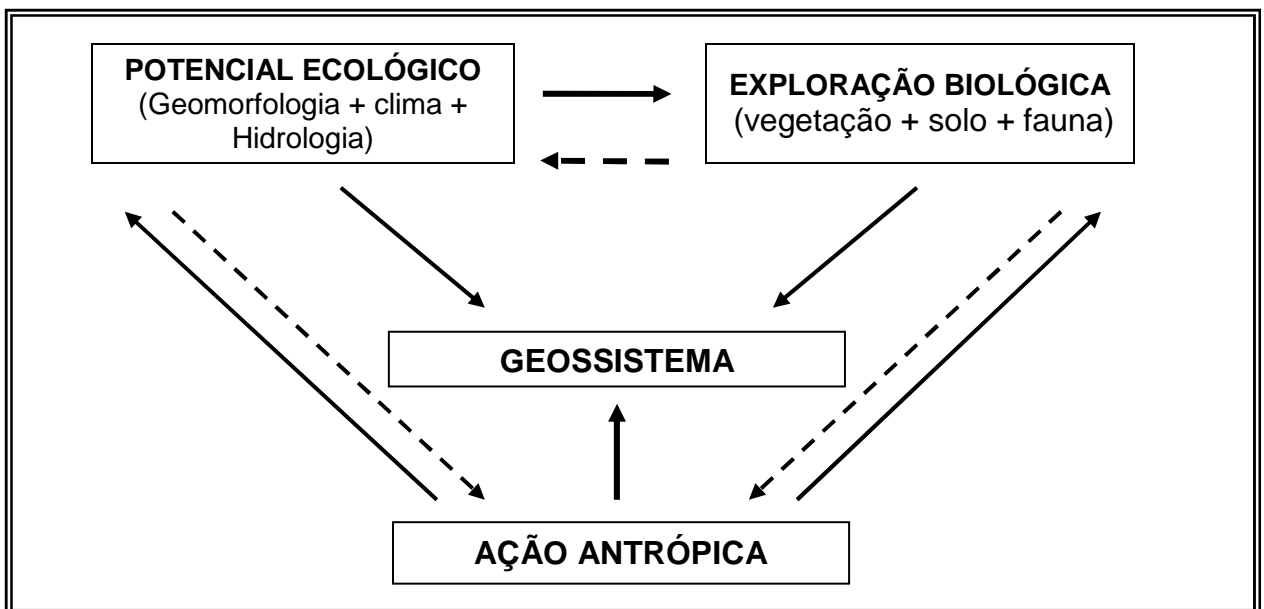 POTENCIAL ECOLÓGICO
(Geomorfologia + clima +
Hidrologia)
EXPLORAÇÃO BIOLÓGICA
(vegetação + solo + fauna)
GEOSSISTEMA
AÇÃO ANTRÓPICA